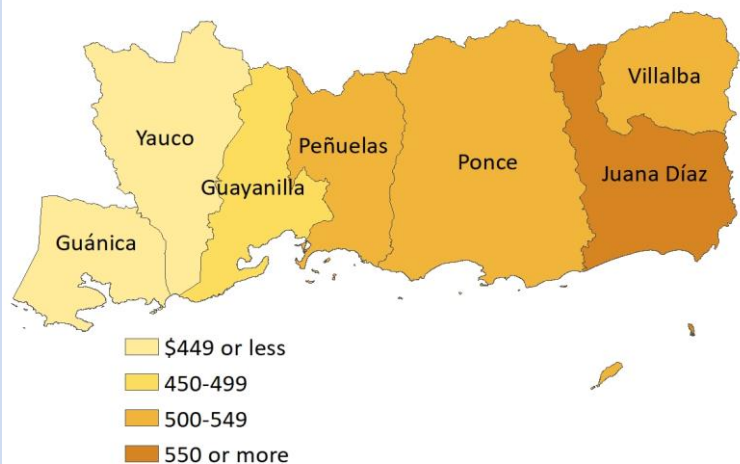 Villalba
Yauco
Peñuelas
Ponce
Juana Díaz
Guayanilla
Guánica
$449 or less
450-499
500-549
550 or more